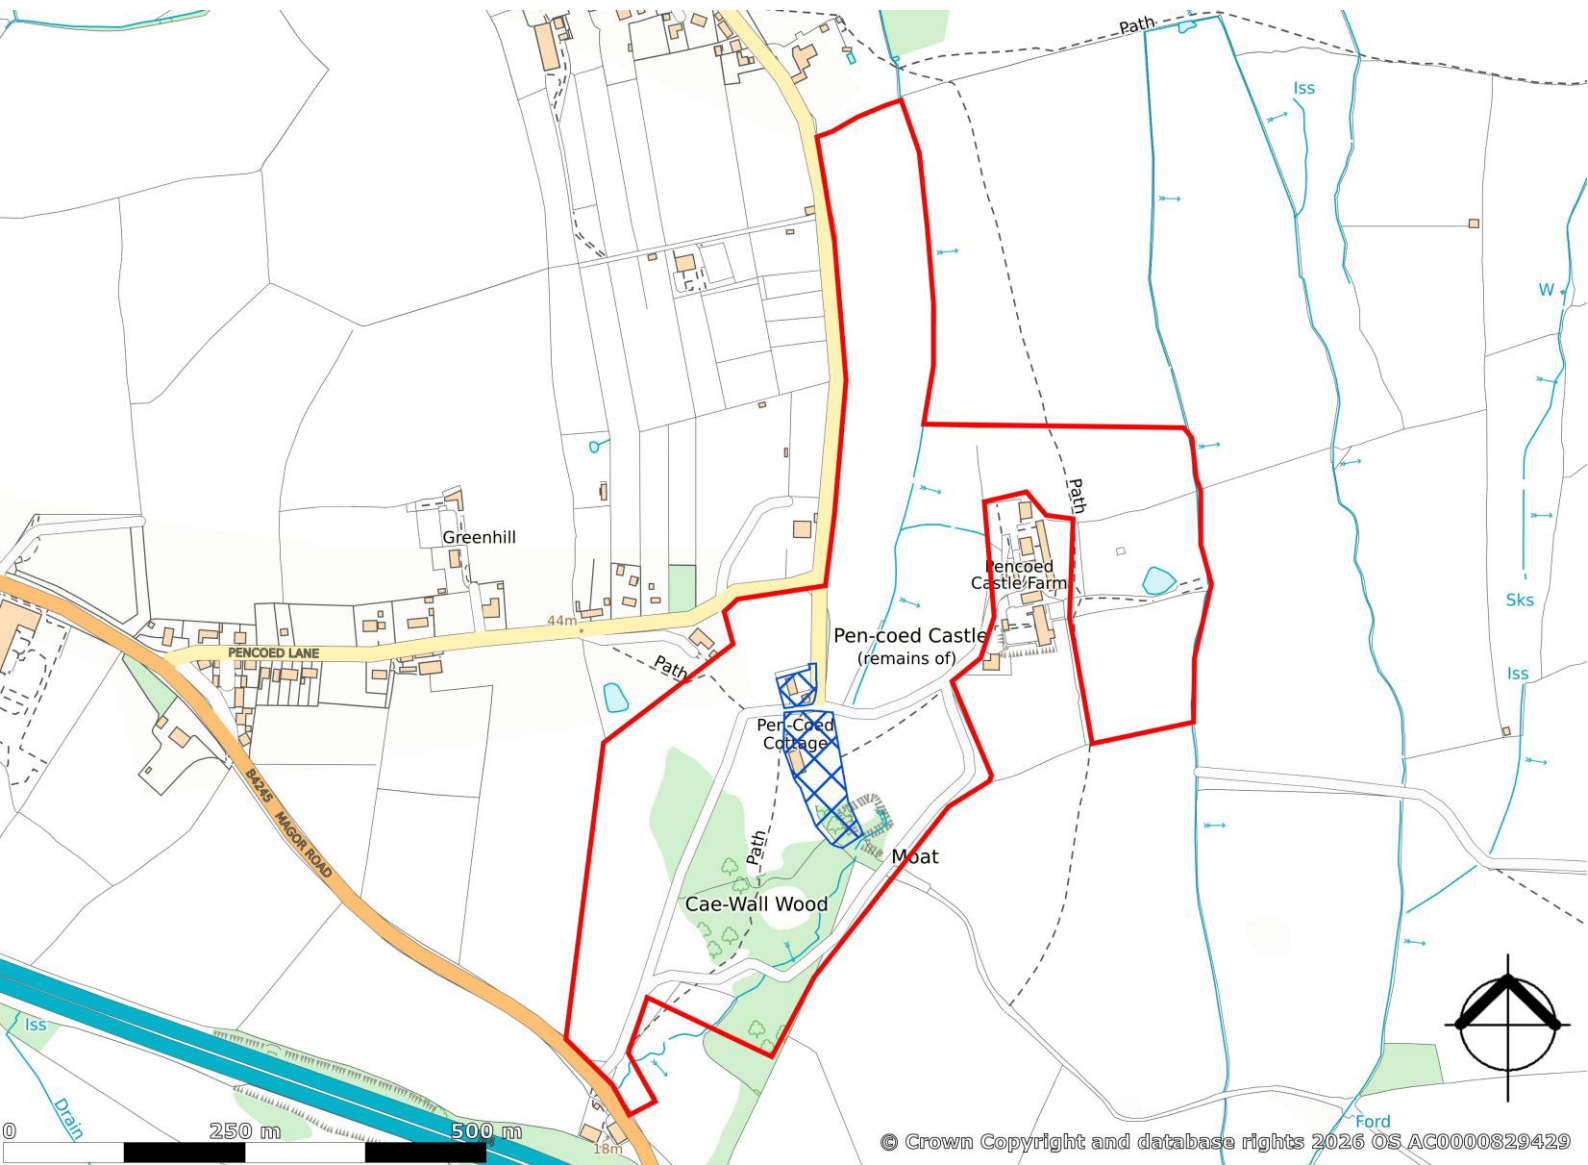 Path
Iss
W
Greenhill
Path
Pencoed
Castle Farm
Sks
44m
Pen-coed Castle
(remains of)
PENCOED LANE
Path
Iss
Pen-Coed
Cottage
B4245 MAGOR ROAD
Path
Moat
Cae-Wall Wood
Iss
Drain
Ford
0 250 m 500 m
18m
© Crown Copyright and database rights 2026 OS AC0000829429